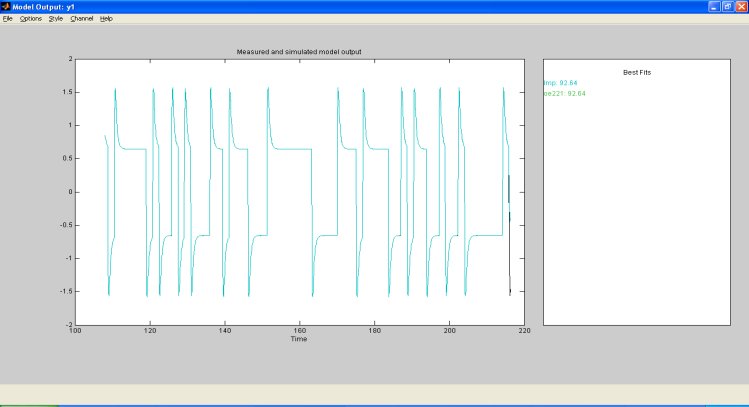 Model Output: y1
File Options Style Channel Help
Measured and simulated model output
2
1.5
1
0.5
0
-0.5
-1
-1.5
-2
100 120 140 160 180 200 220
Time
Best Fits
tmp: 92.64
oe221: 92.64